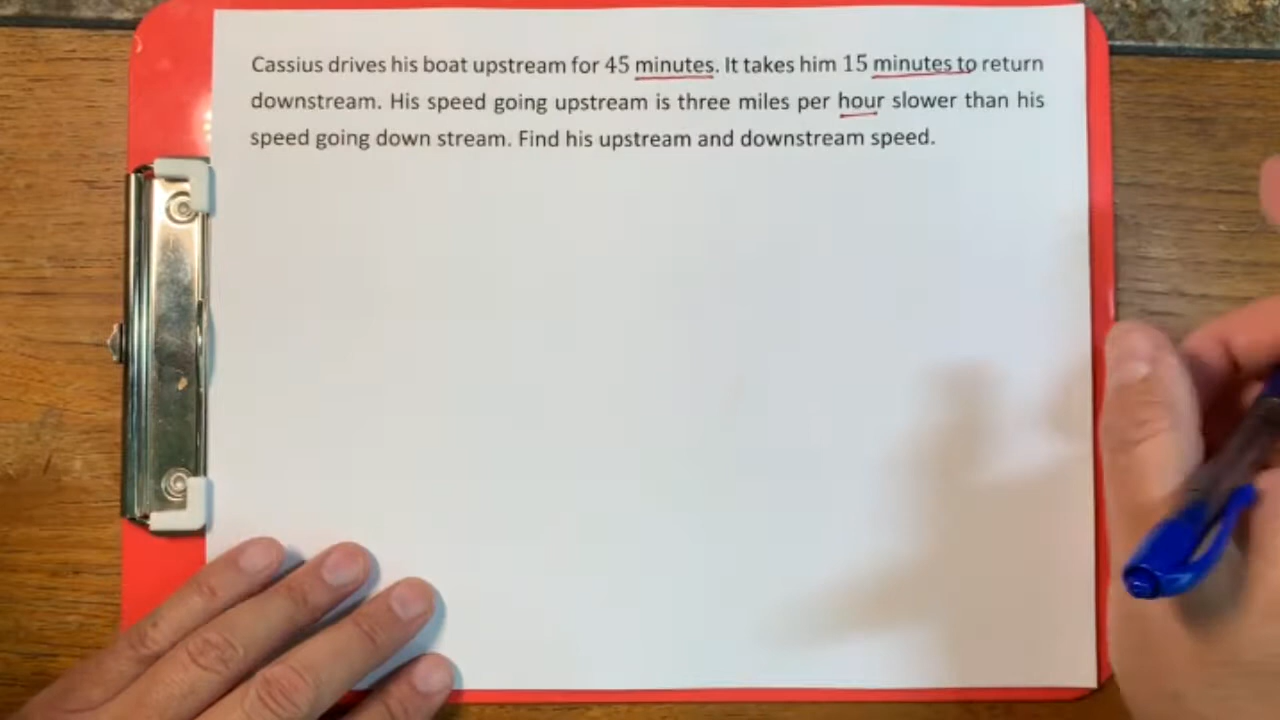 Cassius drives his boat upstream for 45 minutes. It takes him 15 minutes to return
downstream. His speed going upstream is three miles per hour slower than his
speed going down stream. Find his upstream and downstream speed.